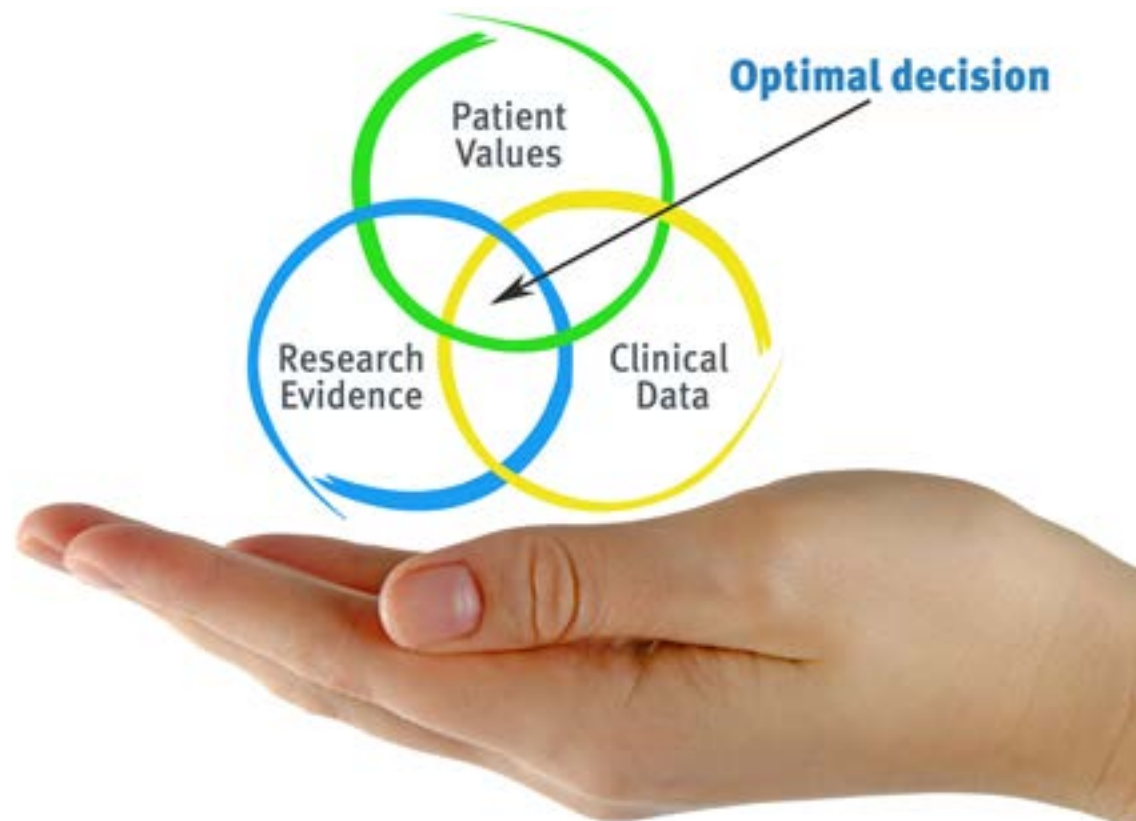 Optimal decision
Patient
Values
Research
Evidence
Clinical
Data